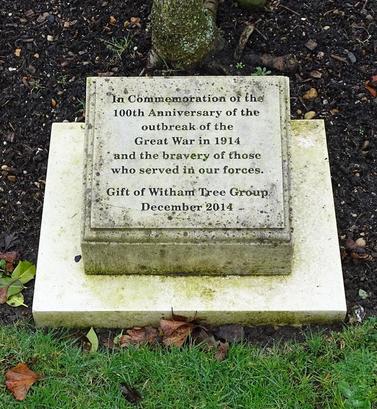 In Commemoration of the
100th Anniversary of the
outbreak of the
Great War in 1914
and the bravery of those
who served in our forces.
Gift of Witham Tree Group
December 2014